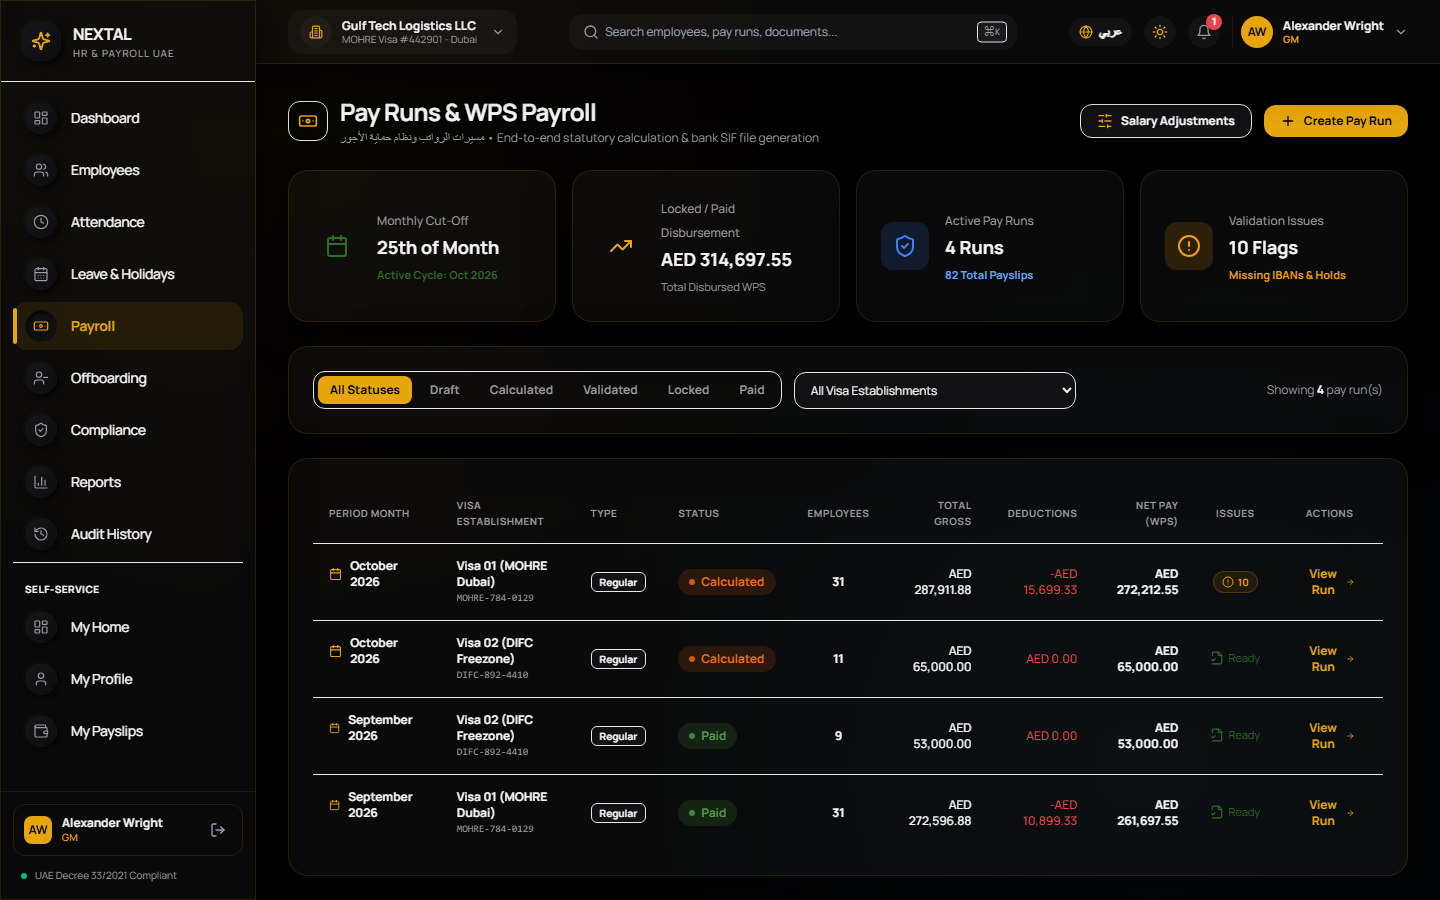 NEXTAL
HR & PAYROLL UAE
Gulf Tech Logistics LLC
MOHRE Visa #442901 - Dubai
Search employees, pay runs, documents...
⌘K
عربي
1
AW
Alexander Wright
GM
Dashboard
Employees
Attendance
Leave & Holidays
Payroll
Offboarding
Compliance
Reports
Audit History
SELF-SERVICE
My Home
My Profile
My Payslips
AW
Alexander Wright
GM
UAE Decree 33/2021 Compliant
Pay Runs & WPS Payroll
مسيرات الرواتب ونظام حماية الأجور • End-to-end statutory calculation & bank SIF file generation
Salary Adjustments
Create Pay Run
Monthly Cut-Off
25th of Month
Active Cycle: Oct 2026
Locked / Paid
Disbursement
AED 314,697.55
Total Disbursed WPS
Active Pay Runs
4 Runs
82 Total Payslips
Validation Issues
10 Flags
Missing IBANs & Holds
All Statuses
Draft
Calculated
Validated
Locked
Paid
All Visa Establishments
Showing 4 pay run(s)
PERIOD MONTH
VISA
ESTABLISHMENT
TYPE
STATUS
EMPLOYEES
TOTAL
GROSS
DEDUCTIONS
NET PAY
(WPS)
ISSUES
ACTIONS
October
2026
Visa 01 (MOHRE
Dubai)
MOHRE-784-0129
Regular
Calculated
31
AED
287,911.88
-AED
15,699.33
AED
272,212.55
10
View
Run
October
2026
Visa 02 (DIFC
Freezone)
DIFC-892-4410
Regular
Calculated
11
AED
65,000.00
AED 0.00
AED
65,000.00
Ready
View
Run
September
2026
Visa 02 (DIFC
Freezone)
DIFC-892-4410
Regular
Paid
9
AED
53,000.00
AED 0.00
AED
53,000.00
Ready
View
Run
September
2026
Visa 01 (MOHRE
Dubai)
MOHRE-784-0129
Regular
Paid
31
AED
272,596.88
-AED
10,899.33
AED
261,697.55
Ready
View
Run